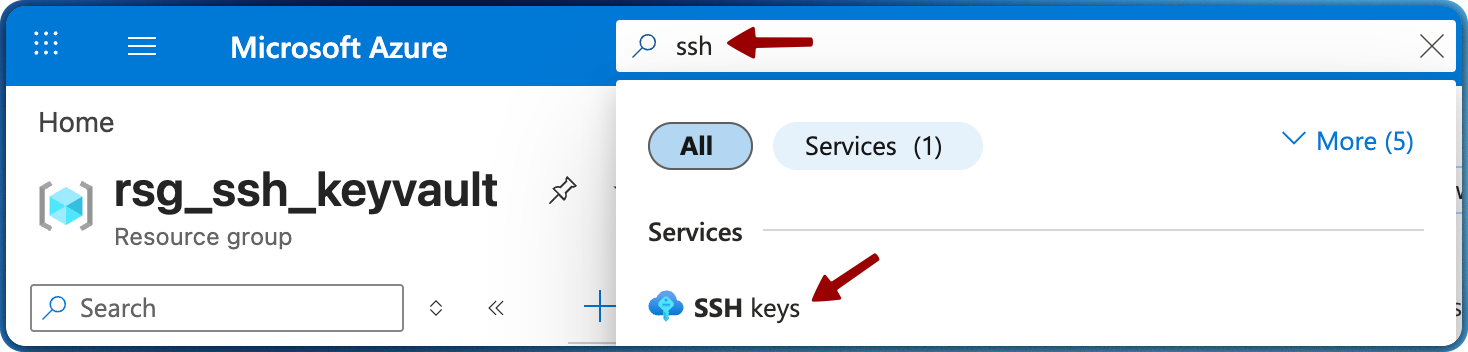 Microsoft Azure
ssh
Home
All
Services (1)
More (5)
rsg_ssh_keyvault
Resource group
Services
Search
SSH keys